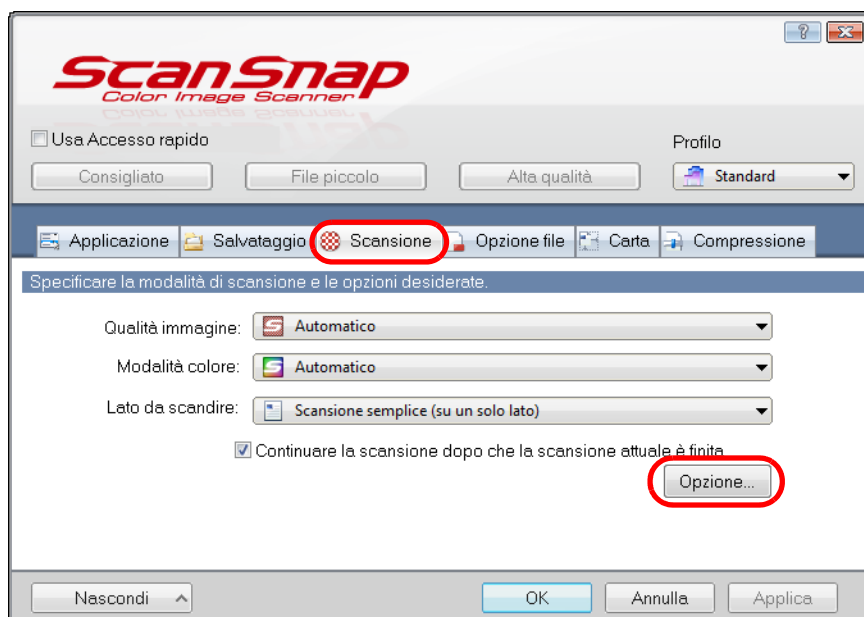 ScanSnap
Color Image Scanner
Usa Accesso rapido
Profilo
Consigliato File piccolo Alta qualità Standard
Applicazione Salvataggio Scansione Opzione file Carta Compressione
Specificare la modalità di scansione e le opzioni desiderate.
Qualità immagine: Automatico
Modalità colore: Automatico
Lato da scandire: Scansione semplice (su un solo lato)
Continuare la scansione dopo che la scansione attuale è finita
Opzione...
Nascondi OK Annulla Applica